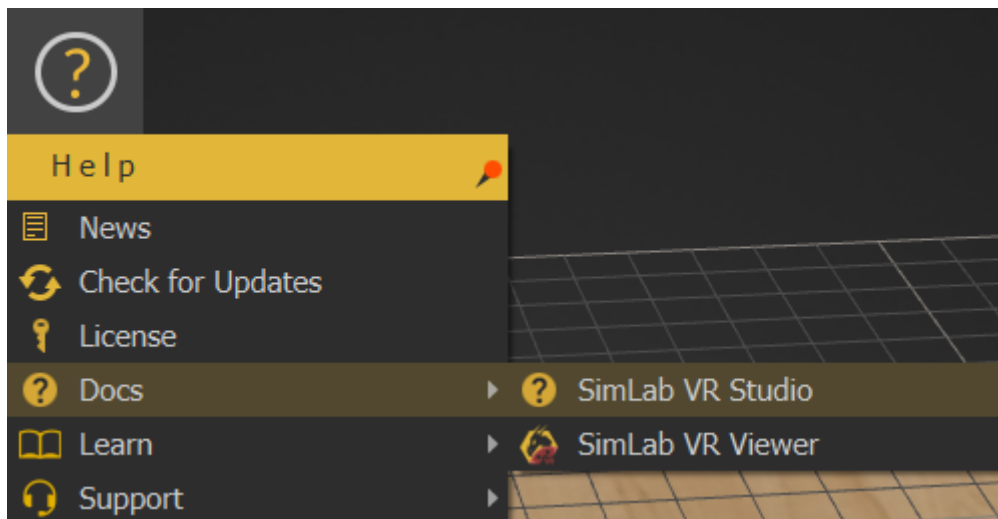 Help
News
Check for Updates
License
Docs
SimLab VR Studio
Learn
SimLab VR Viewer
Support